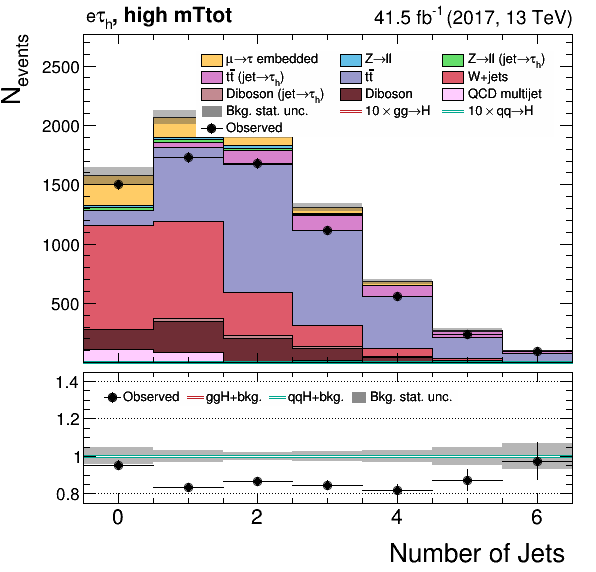 eτh, high mTtot 41.5 fb-1 (2017, 13 TeV)
Nevents
2500
2000
1500
1000
500
μ→τ embedded Z→ll Z→ll (jet→τh)
tt̄ (jet→τh) tt̄ W+jets
Diboson (jet→τh) Diboson QCD multijet
Bkg. stat. unc. 10 × gg→H 10 × qq→H
Observed
1.4
1.2
1
0.8
Observed ggH+bkg. qqH+bkg. Bkg. stat. unc.
0 2 4 6
Number of Jets